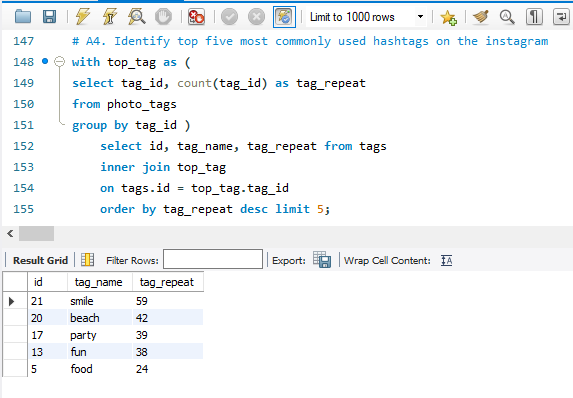 Limit to 1000 rows
147 # A4. Identify top five most commonly used hashtags on the instagram
148 with top_tag as (
149 select tag_id, count(tag_id) as tag_repeat
150 from photo_tags
151 group by tag_id )
152 select id, tag_name, tag_repeat from tags
153 inner join top_tag
154 on tags.id = top_tag.tag_id
155 order by tag_repeat desc limit 5;
Result Grid Filter Rows: Export: Wrap Cell Content: IA
id tag_name tag_repeat
21 smile 59
20 beach 42
17 party 39
13 fun 38
5 food 24